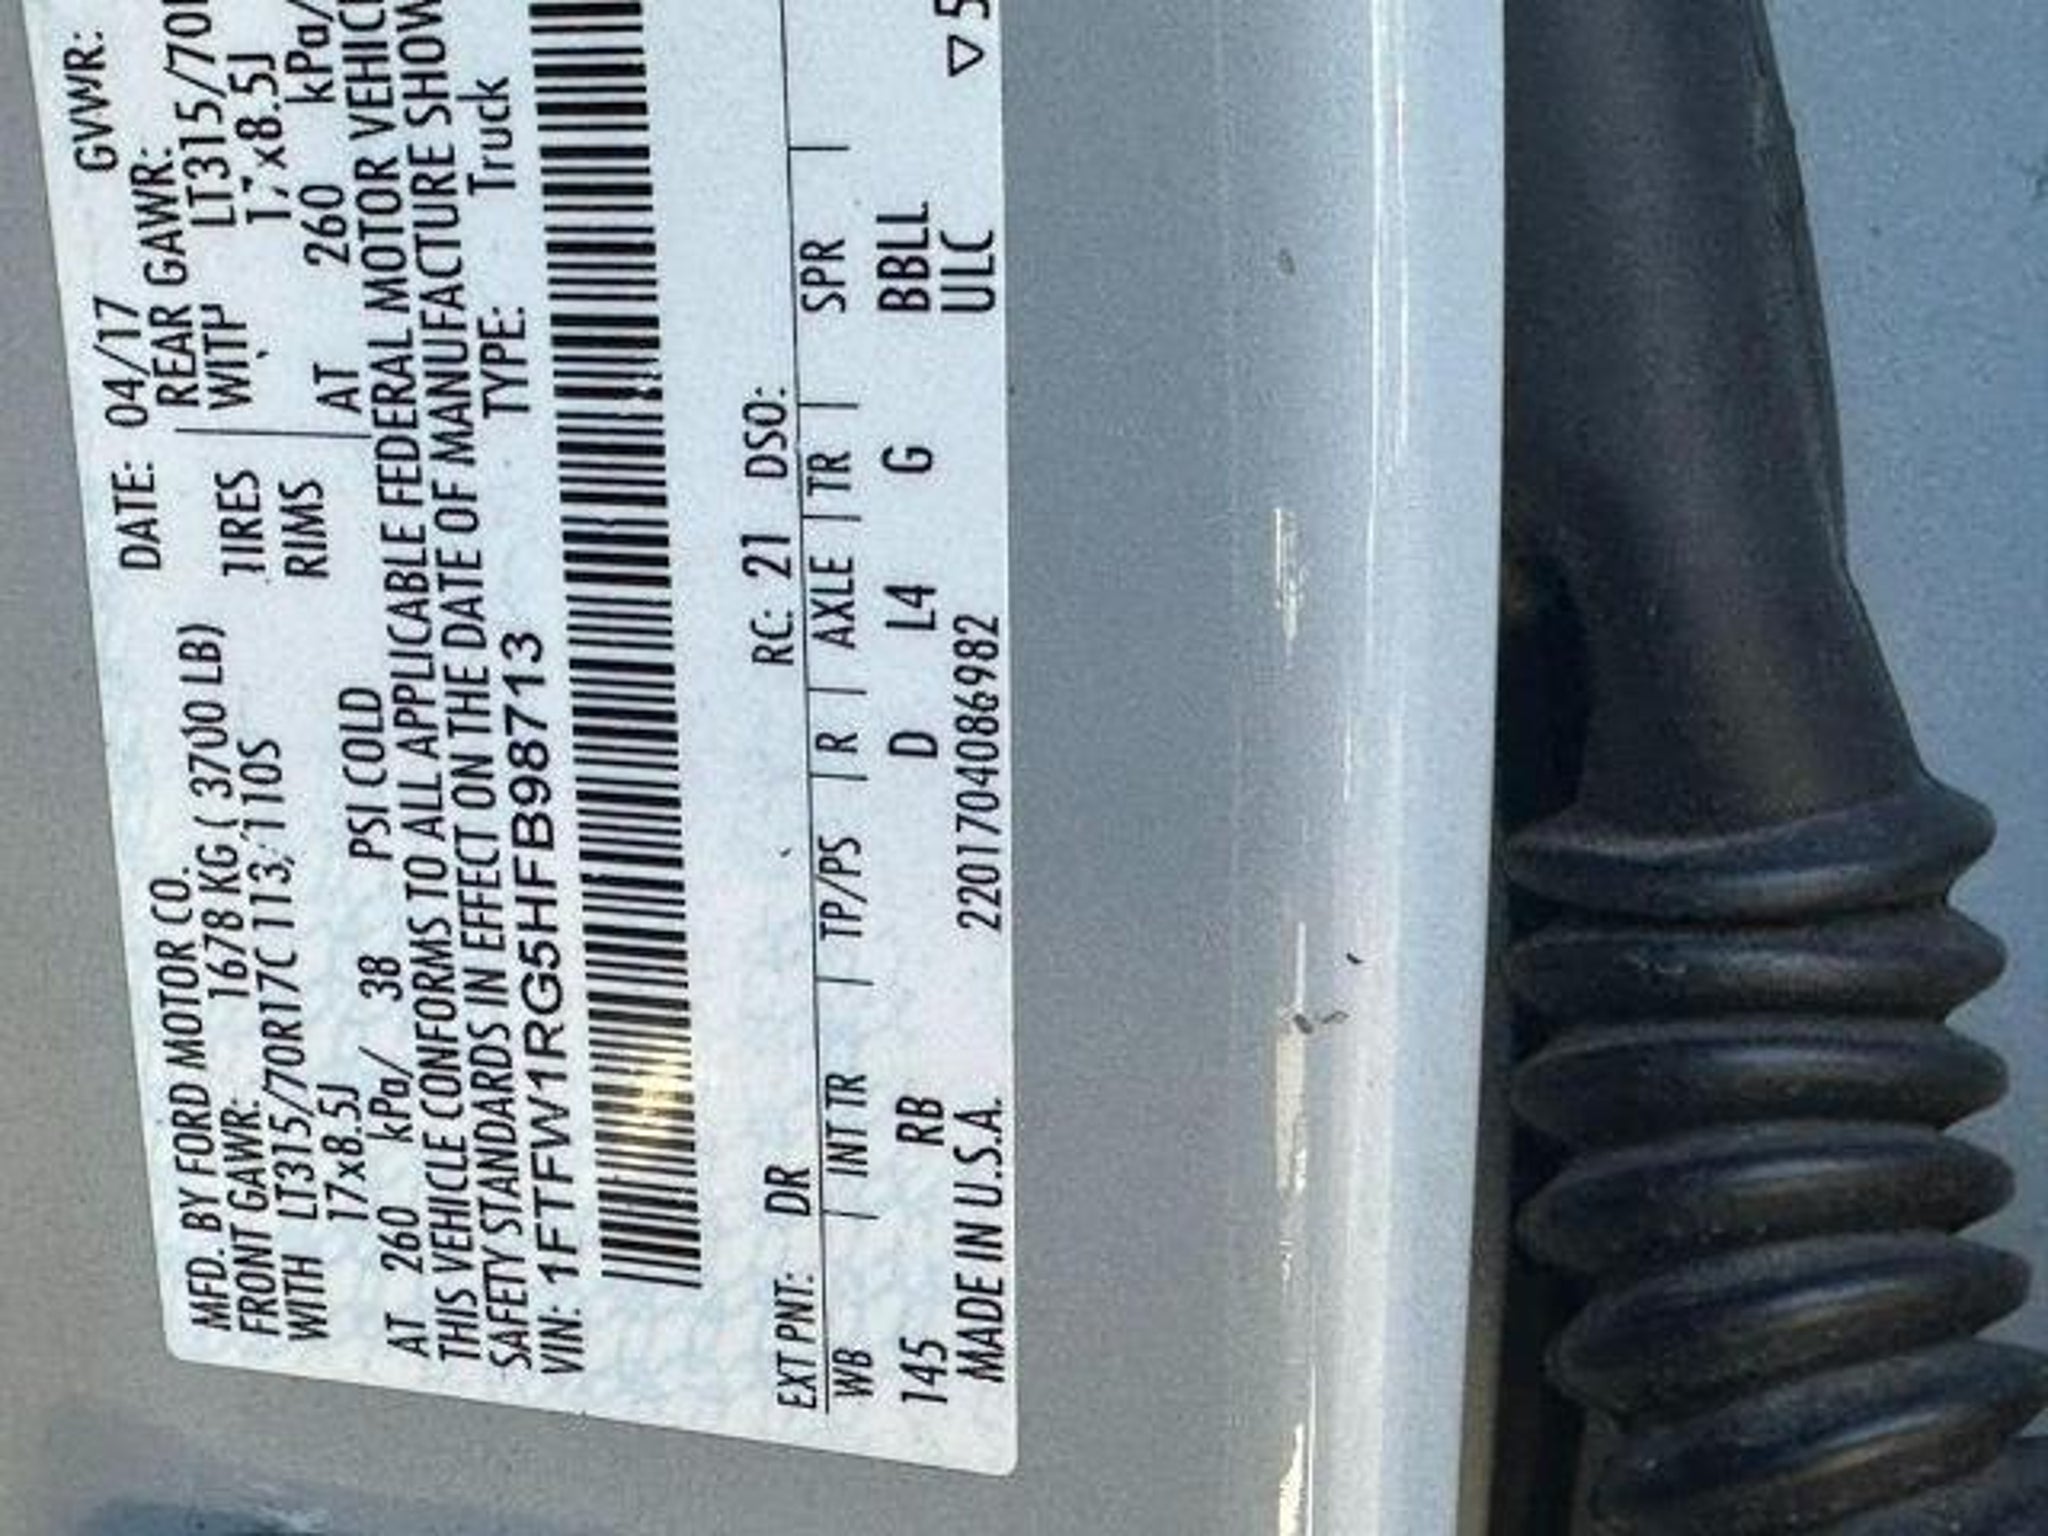 MFD. BY FORD MOTOR CO. DATE: 04/17 GVWR:
FRONT GAWR: 1678 KG ( 3700 LB) REAR GAWR:
WITH LT315/70R17C 113/110S TIRES WITH LT315/70
17x8.5J RIMS 17x8.5J
AT 260 kPa/ 38 PSI COLD AT 260 kPa/
THIS VEHICLE CONFORMS TO ALL APPLICABLE FEDERAL MOTOR
SAFETY STANDARDS IN EFFECT ON THE DATE OF MANUFACTURE
VIN: 1FTFW1RG5HFB98713 TYPE: Truck
EXT PNT: DR RC: 21 DSO:
WB | INT TR | TP/PS | R | AXLE | TR | SPR |
145 RB D L4 G BBLL
MADE IN U.S.A. 220170408 ULC ▽5